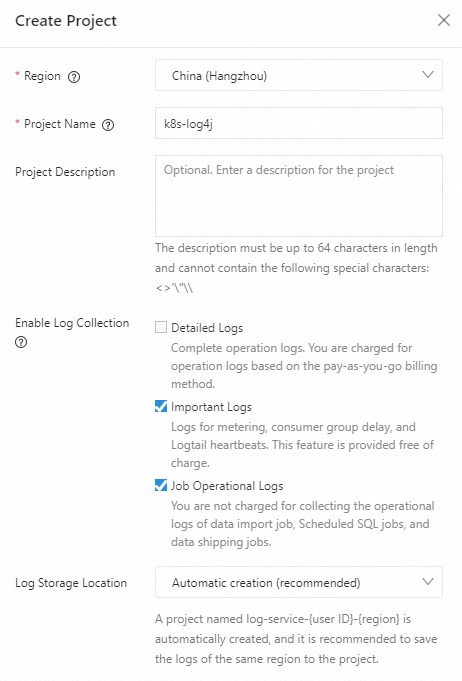 Create Project
* Region
China (Hangzhou)
* Project Name
k8s-log4j
Project Description
Optional. Enter a description for the project
The description must be up to 64 characters in length
and cannot contain the following special characters:
<>'\"\\
Enable Log Collection
Detailed Logs
Complete operation logs. You are charged for
operation logs based on the pay-as-you-go billing
method.
Important Logs
Logs for metering, consumer group delay, and
Logtail heartbeats. This feature is provided free of
charge.
Job Operational Logs
You are not charged for collecting the operational
logs of data import job, Scheduled SQL jobs, and
data shipping jobs.
Log Storage Location
Automatic creation (recommended)
A project named log-service-{user ID}-{region} is
automatically created, and it is recommended to save
the logs of the same region to the project.